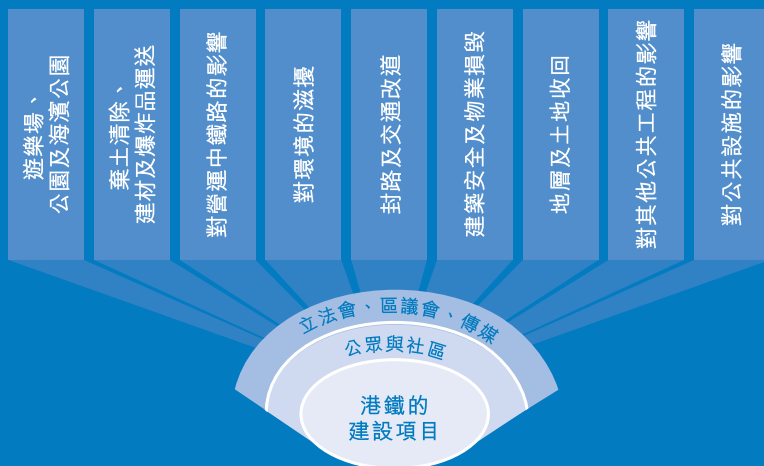 遊樂場、
公園及海濱公園
棄土清除、
建材及爆炸品運送
對營運中鐵路的影響
對環境的滋擾
封路及交通改道
建築安全及物業損毀
地層及土地收回
對其他公共工程的影響
對公共設施的影響
立法會、區議會、傳媒
公眾與社區
港鐵的
建設項目